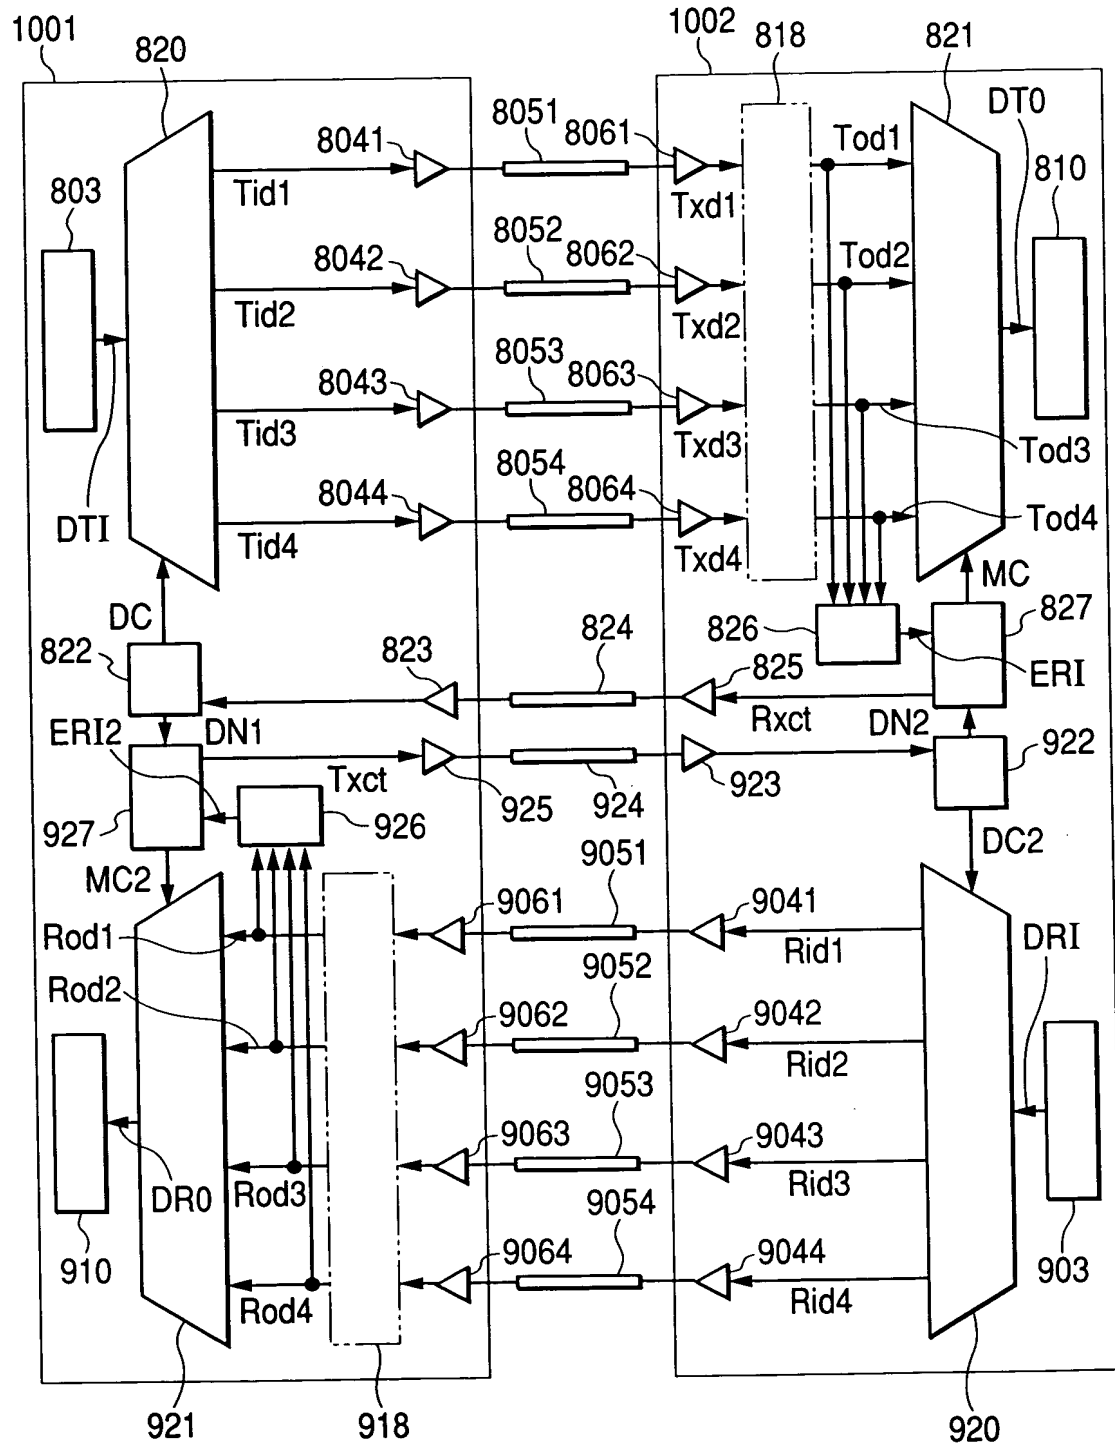 1001
820
1002
818
821
803
8041
8051
8061
Tod1
DT0
810
Tid1
Txd1
8042
8052
8062
Tod2
Tid2
Txd2
8043
8053
8063
Tid3
Txd3
Tod3
8044
8054
8064
DTI
Tid4
Txd4
Tod4
DC
MC
822
823
824
825
826
827
ERI
ERI2
DN1
Rxct
DN2
922
Txct
927
926
925
924
923
DC2
MC2
9051
9061
9041
Rod1
Rid1
DRI
Rod2
9052
9062
9042
Rid2
9053
9063
9043
DR0
Rod3
Rid3
910
9054
9064
9044
903
Rod4
Rid4
921
918
920